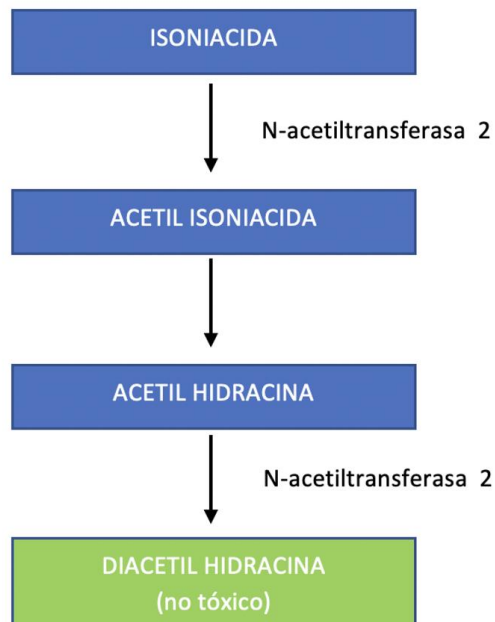 ISONIACIDA
N-acetiltransferasa 2
ACETIL ISONIACIDA
ACETIL HIDRACINA
N-acetiltransferasa 2
DIACETIL HIDRACINA
(no tóxico)